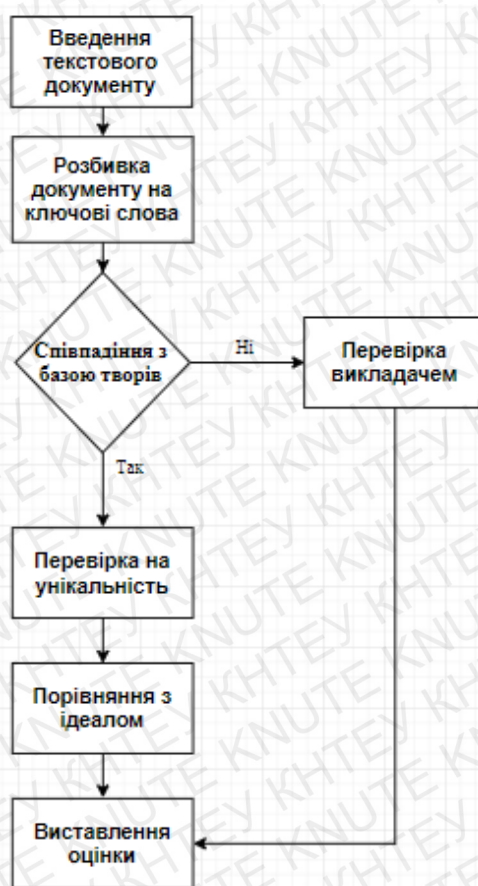 Введення
текстового
документу
Розбивка
документу на
ключові слова
Співпадіння з
базою творів
Ні
Перевірка
викладачем
Так
Перевірка на
унікальність
Порівняння з
ідеалом
Виставлення
оцінки